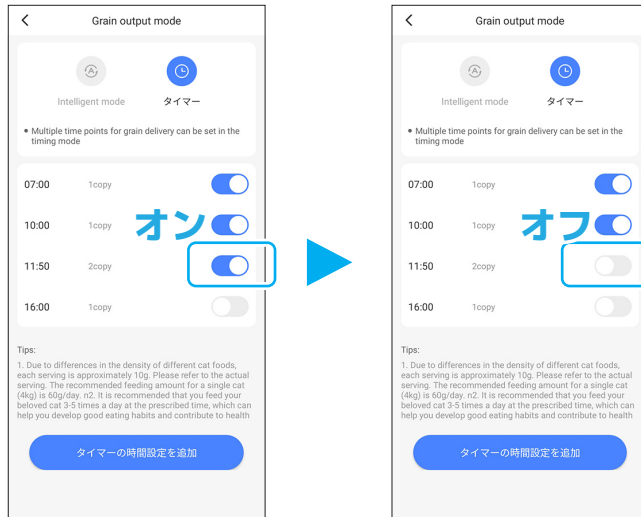 Grain output mode
Intelligent mode
タイマー
• Multiple time points for grain delivery can be set in the
timing mode
07:00 1copy
10:00 1copy
オン
11:50 2copy
16:00 1copy
Tips:
1. Due to differences in the density of different cat foods,
each serving is approximately 10g. Please refer to the actual
serving. The recommended feeding amount for a single cat
(4kg) is 60g/day. n2. It is recommended that you feed your
beloved cat 3-5 times a day at the prescribed time, which can
help you develop good eating habits and contribute to health
タイマーの時間設定を追加
Grain output mode
Intelligent mode
タイマー
• Multiple time points for grain delivery can be set in the
timing mode
07:00 1copy
10:00 1copy
オフ
11:50 2copy
16:00 1copy
Tips:
1. Due to differences in the density of different cat foods,
each serving is approximately 10g. Please refer to the actual
serving. The recommended feeding amount for a single cat
(4kg) is 60g/day. n2. It is recommended that you feed your
beloved cat 3-5 times a day at the prescribed time, which can
help you develop good eating habits and contribute to health
タイマーの時間設定を追加